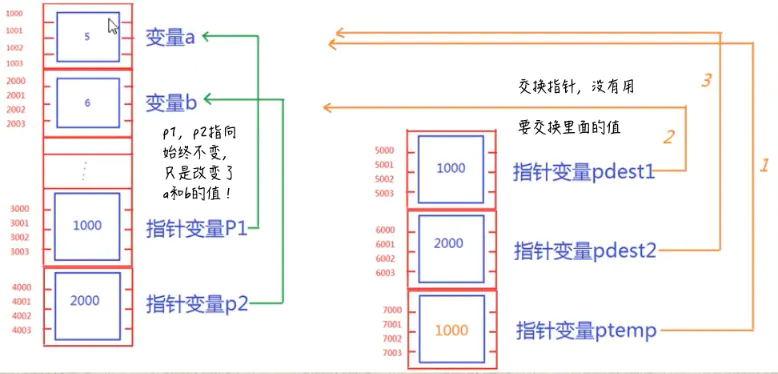 1000
1001
1002
1003
5
变量a
2000
2001
2002
2003
6
变量b
p1，p2指向
始终不变，
只是改变了
a和b的值！
3000
3001
3002
3003
1000
指针变量P1
4000
4001
4002
4003
2000
指针变量p2
交换指针，没有用
要交换里面的值
3
2
1
5000
5001
5002
5003
1000
指针变量pdest1
6000
6001
6002
6003
2000
指针变量pdest2
7000
7001
7002
7003
1000
指针变量ptemp